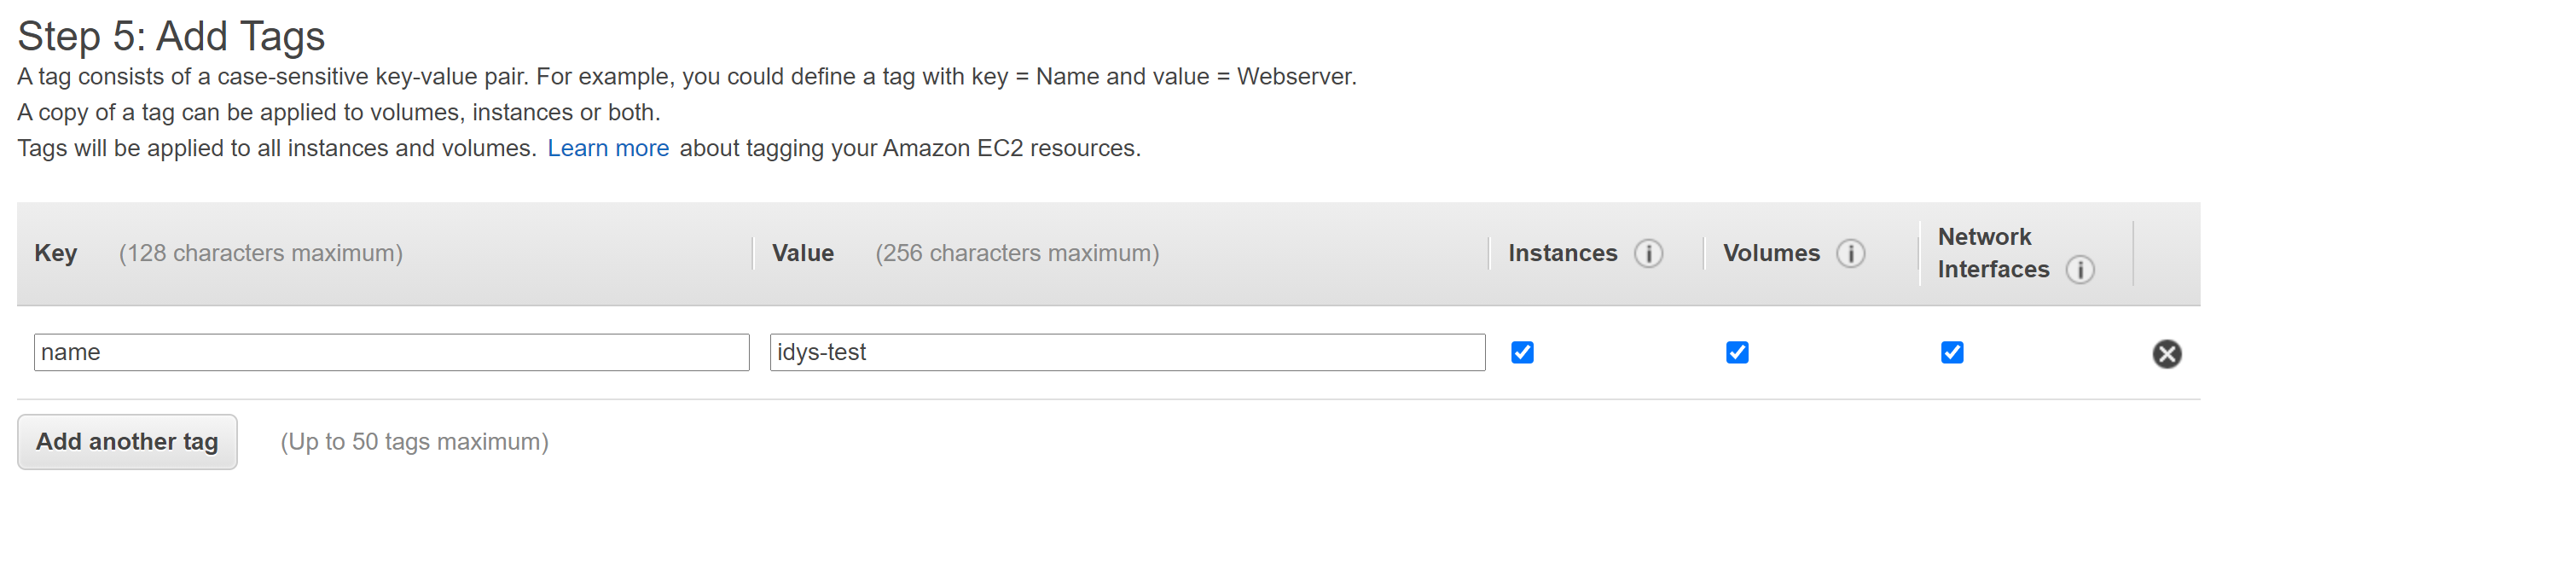 Step 5: Add Tags
A tag consists of a case-sensitive key-value pair. For example, you could define a tag with key = Name and value = Webserver.
A copy of a tag can be applied to volumes, instances or both.
Tags will be applied to all instances and volumes. Learn more about tagging your Amazon EC2 resources.
Key (128 characters maximum) Value (256 characters maximum) Instances i Volumes i Network Interfaces i
name idys-test
Add another tag (Up to 50 tags maximum)